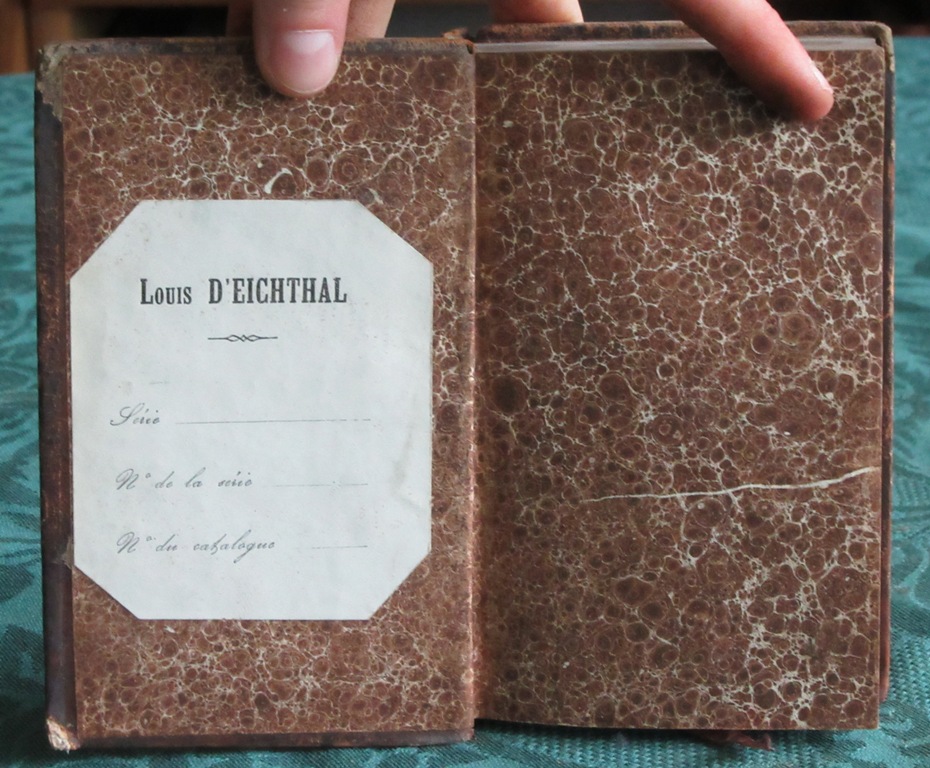 Louis D'EICHTHAL
Série
N° de la série
N° du catalogue